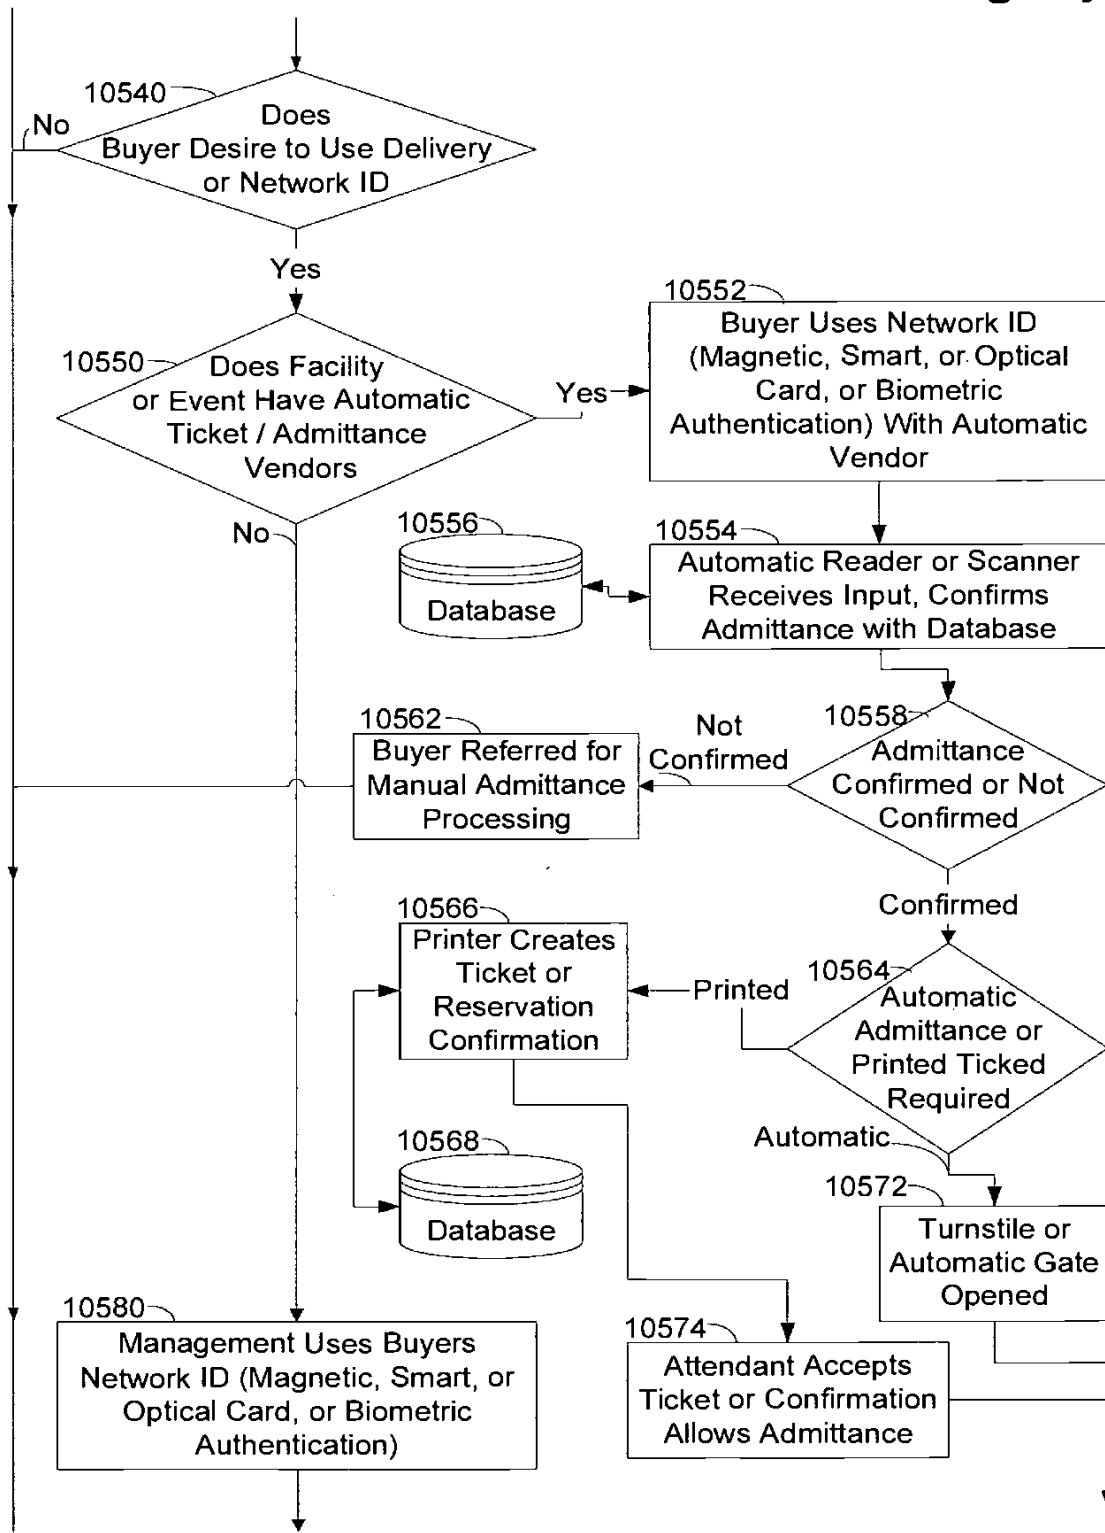 10540
No
Does
Buyer Desire to Use Delivery
or Network ID
Yes
10550
Does Facility
or Event Have Automatic
Ticket / Admittance
Vendors
Yes
No
10552
Buyer Uses Network ID
(Magnetic, Smart, or Optical
Card, or Biometric
Authentication) With Automatic
Vendor
10556
Database
10554
Automatic Reader or Scanner
Receives Input, Confirms
Admittance with Database
10562
Buyer Referred for
Manual Admittance
Processing
Not
Confirmed
10558
Admittance
Confirmed or Not
Confirmed
Confirmed
10566
Printer Creates
Ticket or
Reservation
Confirmation
Printed
10564
Automatic
Admittance or
Printed Ticked
Required
Automatic
10568
Database
10572
Turnstile or
Automatic Gate
Opened
10580
Management Uses Buyers
Network ID (Magnetic, Smart, or
Optical Card, or Biometric
Authentication)
10574
Attendant Accepts
Ticket or Confirmation
Allows Admittance